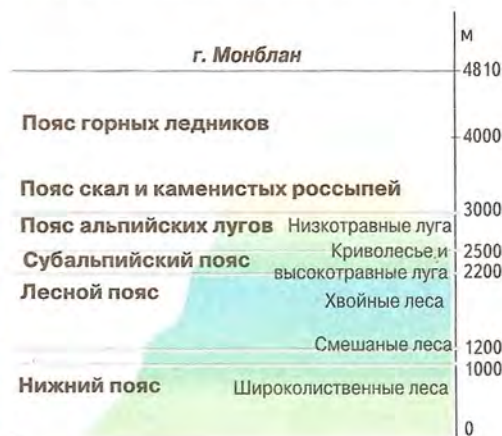 м
г. Монблан
4810
Пояс горных ледников
4000
Пояс скал и каменистых россыпей
3000
Пояс альпийских лугов Низкотравные луга
Субальпийский пояс
Криволесье и
высокотравные луга
2500
2200
Лесной пояс
Хвойные леса
Смешаные леса
1200
1000
Нижний пояс
Широколиственные леса
0